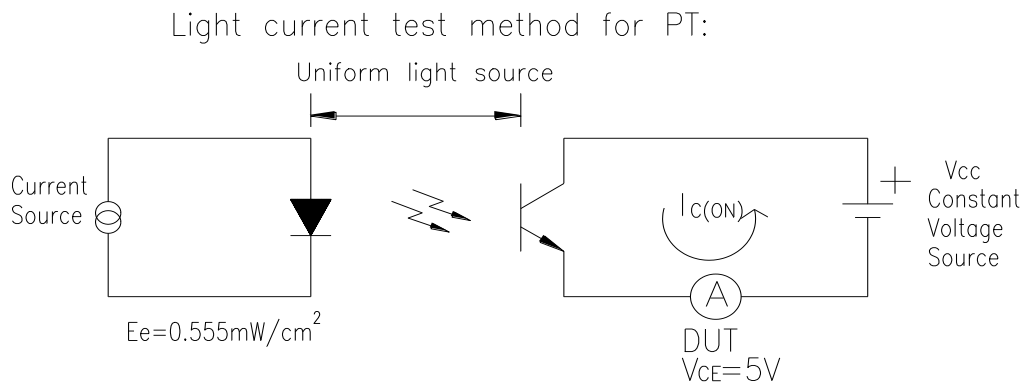 Light current test method for PT:
Uniform light source
Current
Source
Ee=0.555mW/cm²
IC(ON)
A
DUT
VCE=5V
+
Vcc
Constant
Voltage
Source